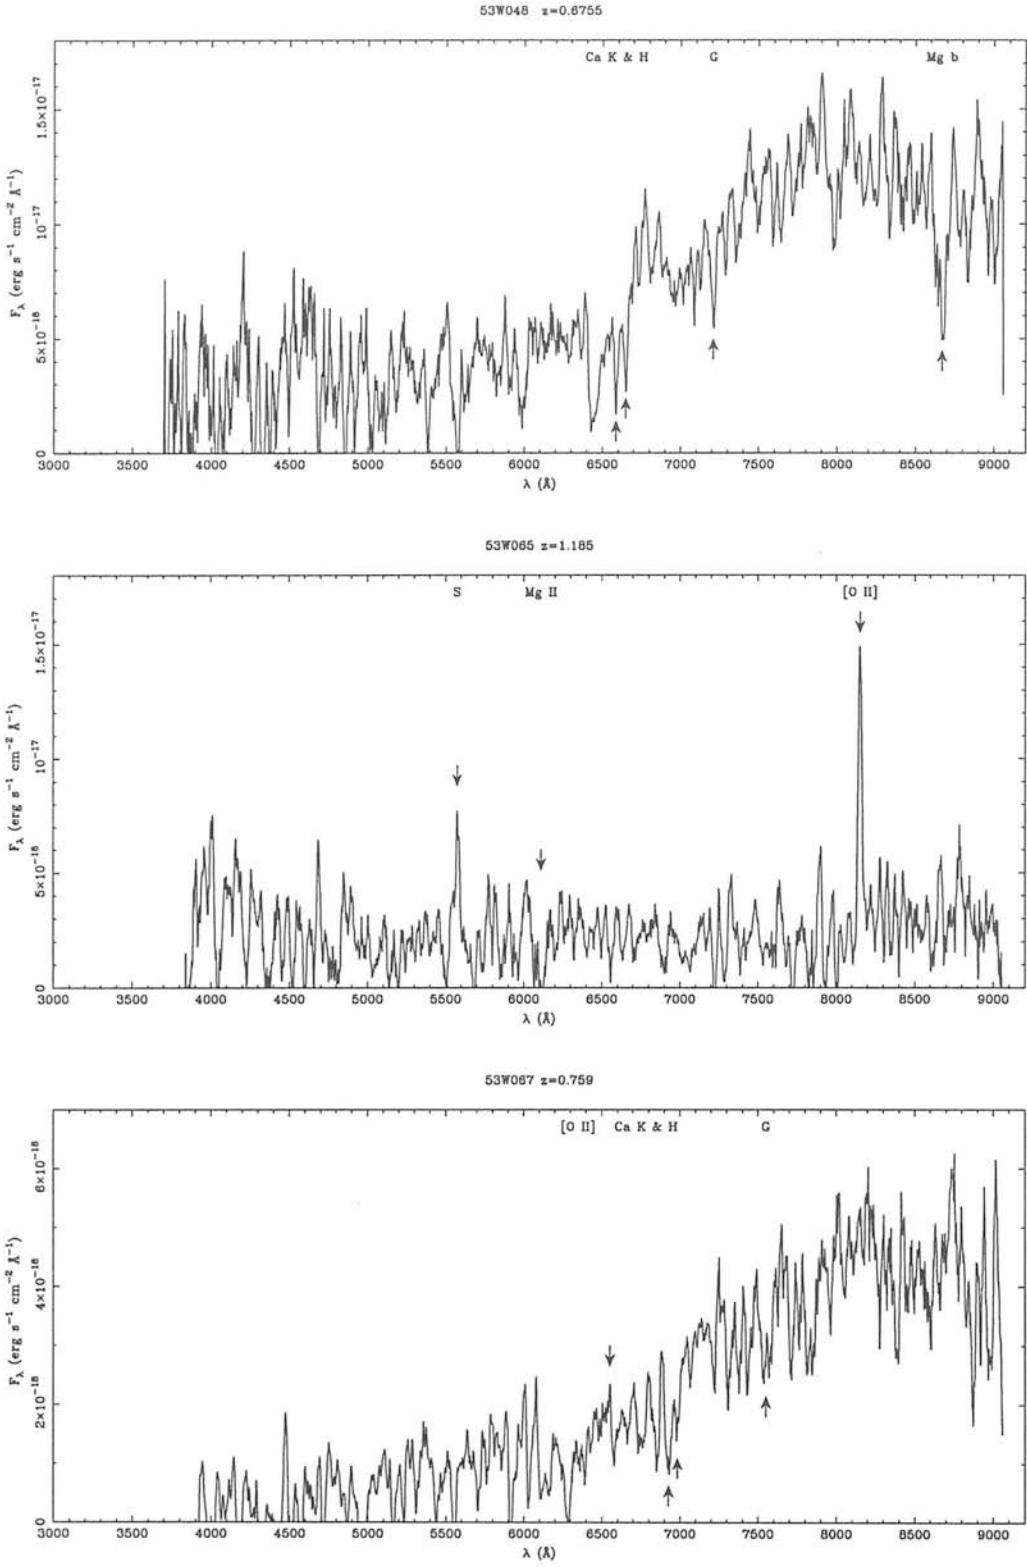 53W048 z=0.6755
Ca K & H G Mg b
1.5×10⁻¹⁷
10⁻¹⁷
5×10⁻¹⁸
0
F_λ (erg s⁻¹ cm⁻² Å⁻¹)
3000 3500 4000 4500 5000 5500 6000 6500 7000 7500 8000 8500 9000
λ (Å)
53W065 z=1.185
S Mg II [O II]
1.5×10⁻¹⁷
10⁻¹⁷
5×10⁻¹⁸
0
F_λ (erg s⁻¹ cm⁻² Å⁻¹)
3000 3500 4000 4500 5000 5500 6000 6500 7000 7500 8000 8500 9000
λ (Å)
53W067 z=0.759
[O II] Ca K & H G
6×10⁻¹⁸
4×10⁻¹⁸
2×10⁻¹⁸
0
F_λ (erg s⁻¹ cm⁻² Å⁻¹)
3000 3500 4000 4500 5000 5500 6000 6500 7000 7500 8000 8500 9000
λ (Å)